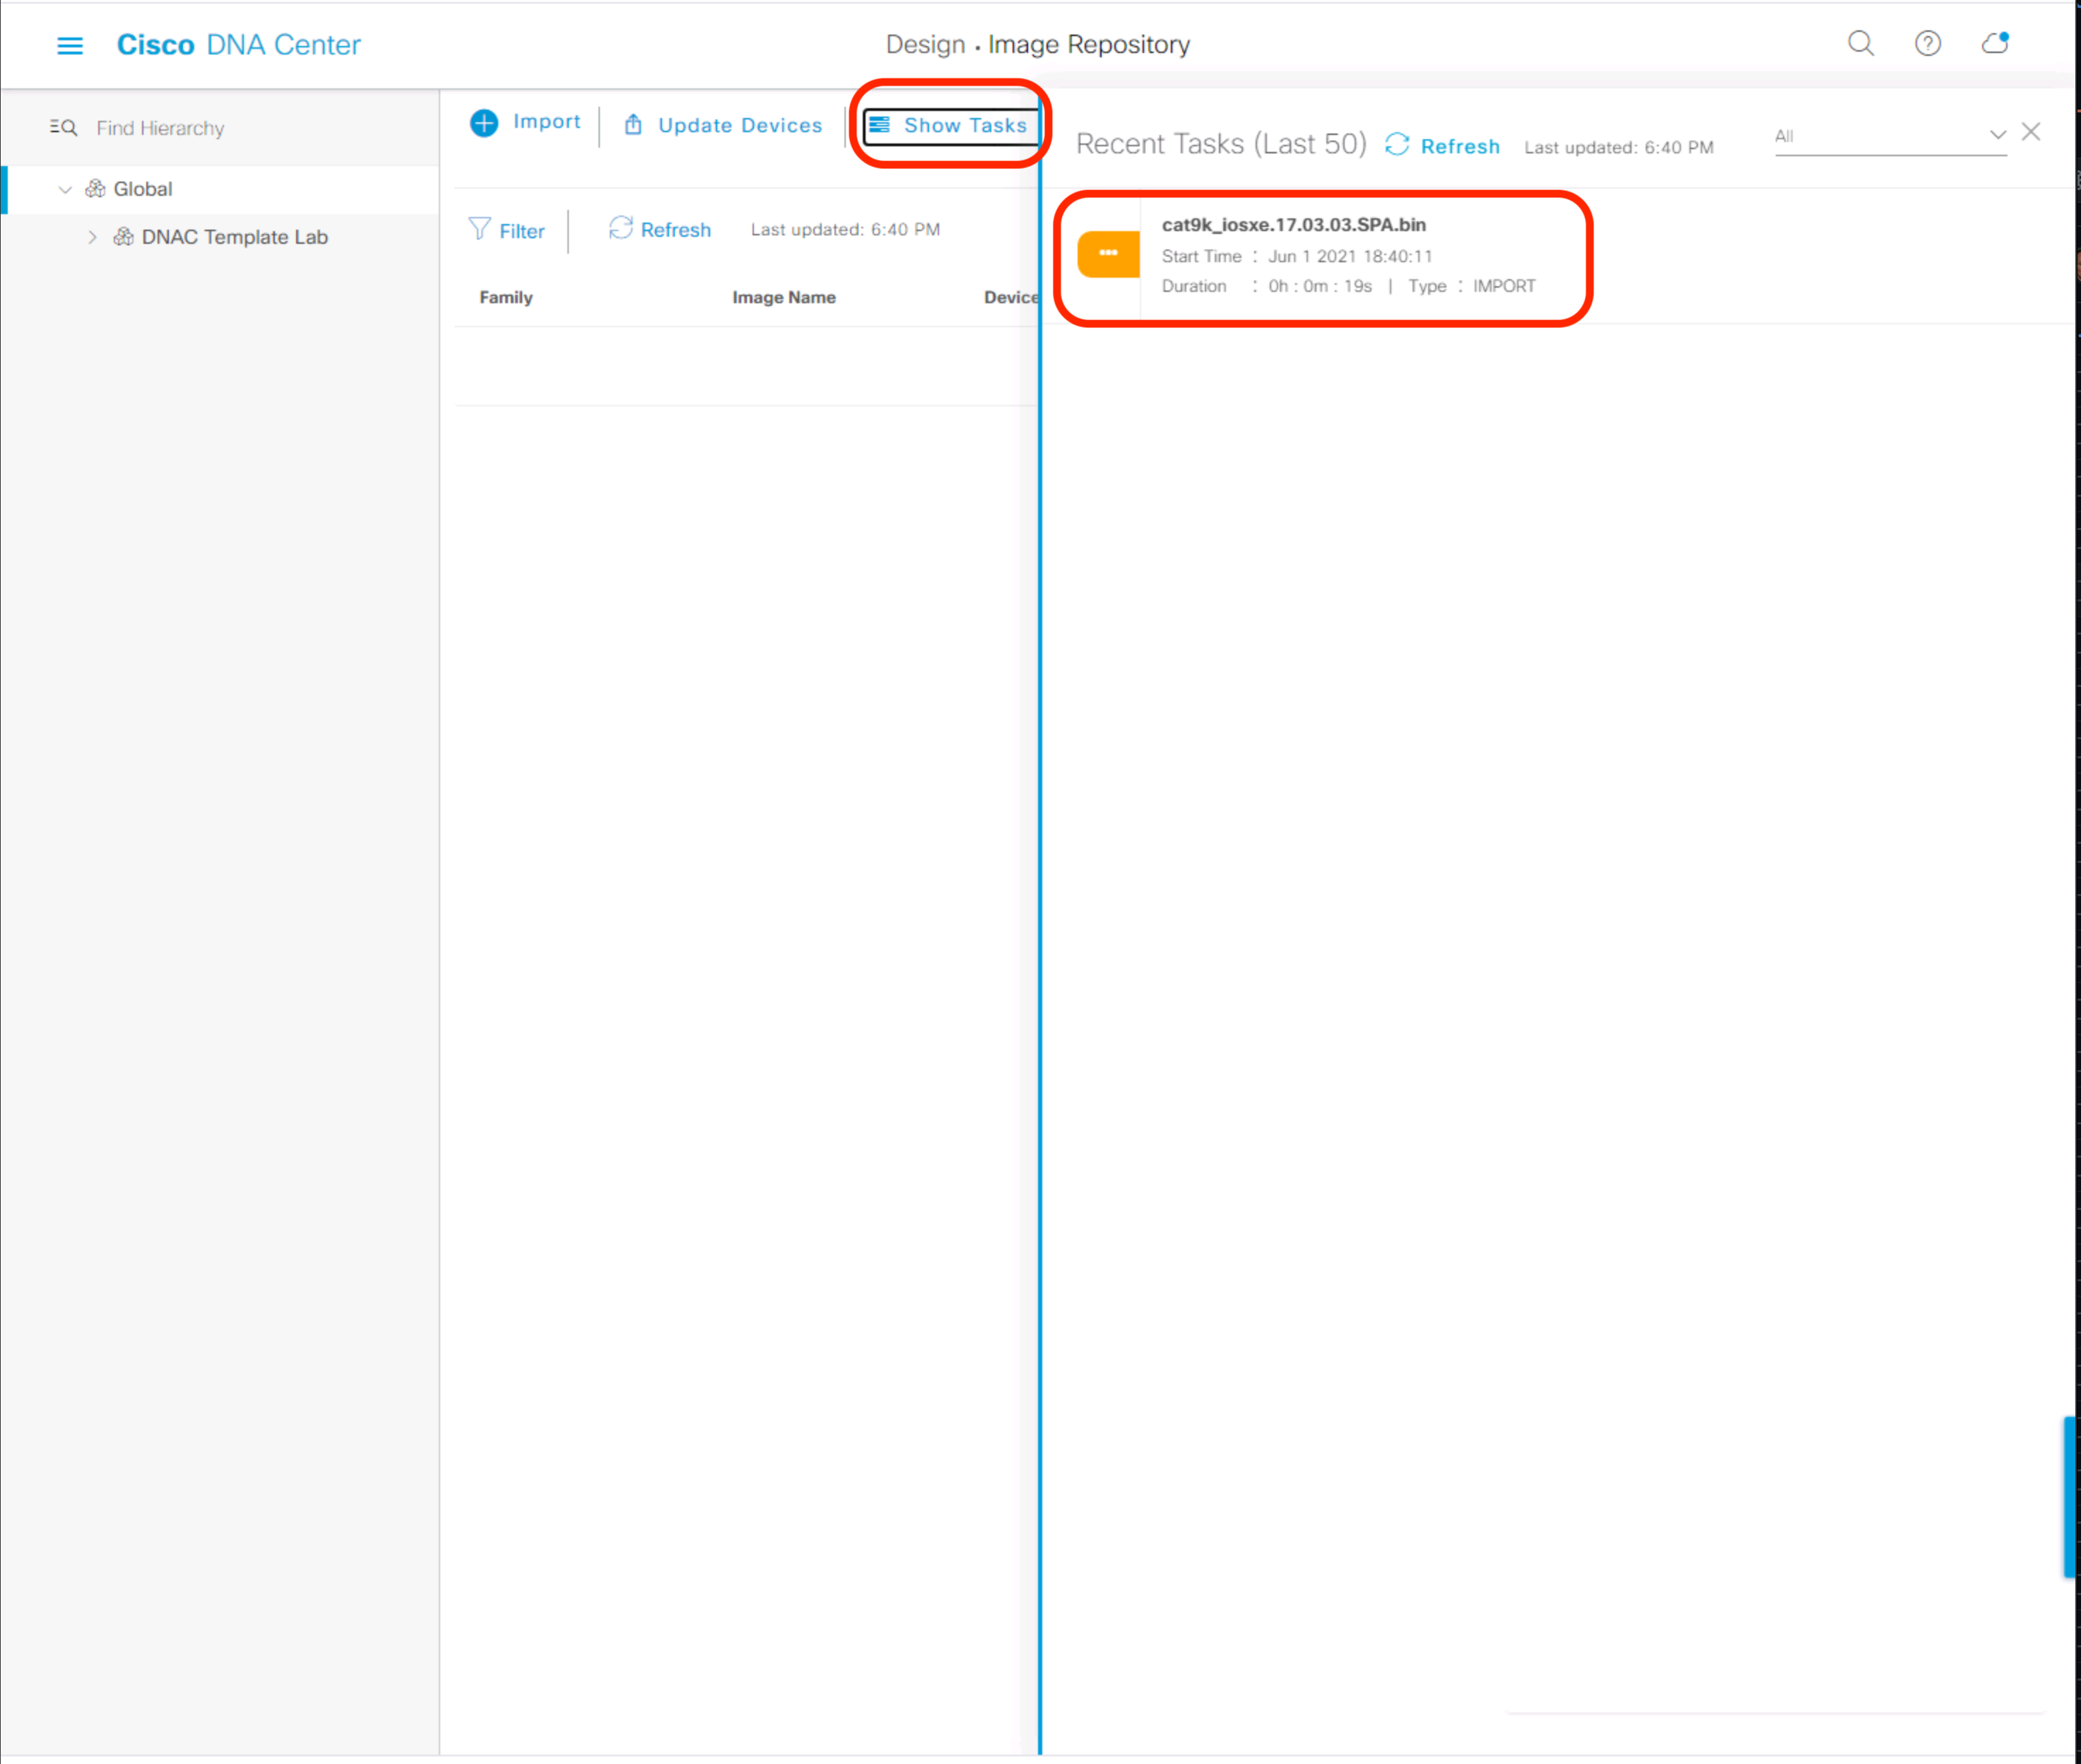 Cisco DNA Center
Design • Image Repository
Find Hierarchy
Global
DNAC Template Lab
Import
Update Devices
Show Tasks
Filter
Refresh
Last updated: 6:40 PM
Family
Image Name
Device
Recent Tasks (Last 50)
Refresh
Last updated: 6:40 PM
All
cat9k_iosxe.17.03.03.SPA.bin
Start Time : Jun 1 2021 18:40:11
Duration : 0h : 0m : 19s | Type : IMPORT